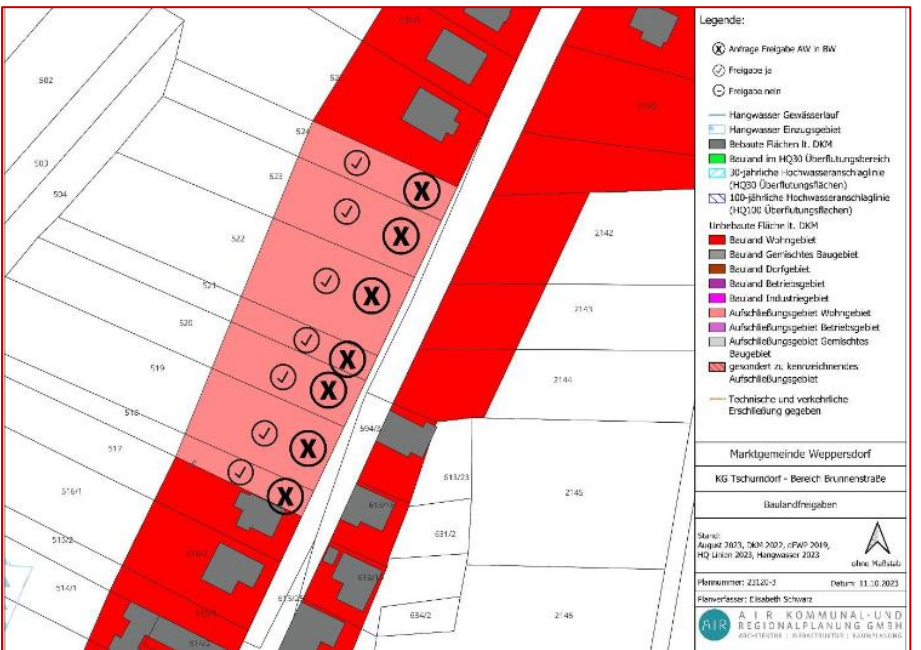 Legende:
Anfrage Freigabe AW in BW
Freigabe ja
Freigabe nein
Hangwasser Gewässerlauf
Hangwasser Einzugsgebiet
Bebaute Flächen lt. DKM
Bauland im HQ30 Überflutungsbereich
30-jährliche Hochwasseranschlaglinie
(HQ30 Überflutungsflächen)
100-jährliche Hochwasseranschlaglinie
(HQ100 Überflutungsflächen)
Unbebaute Fläche lt. DKM
Bauland Wohngebiet
Bauland Gemischtes Baugebiet
Bauland Dorfgebiet
Bauland Betriebsgebiet
Bauland Industriegebiet
Aufschließungsgebiet Wohngebiet
Aufschließungsgebiet Betriebsgebiet
Aufschließungsgebiet Gemischtes
Baugebiet
gesondert zu kennzeichnendes
Aufschließungsgebiet
Technische und verkehrliche
Erschließung gegeben
Marktgemeinde Weppersdorf
KG Tschurndorf - Bereich Brunnenstraße
Baulandfreigaben
Stand:
August 2023, DKM 2022, dFWP 2019,
HQ-Linien 2023, Hangwasser 2023
ohne Maßstab
Plannummer: 23120-3
Datum: 11.10.2023
Planverfasser: Elisabeth Schwarz
AIR
AIR KOMMUNAL- UND
REGIONALPLANUNG GMBH
ARCHITEKTUR | INFRASTRUKTUR | RAUMPLANUNG
502
503
504
524
523
522
521
520
519
518
517
516/1
515/2
514/1
2142
2143
2144
2145
2146
594/2
613/23
631/2
634/2
X
X
X
X
X
X
X